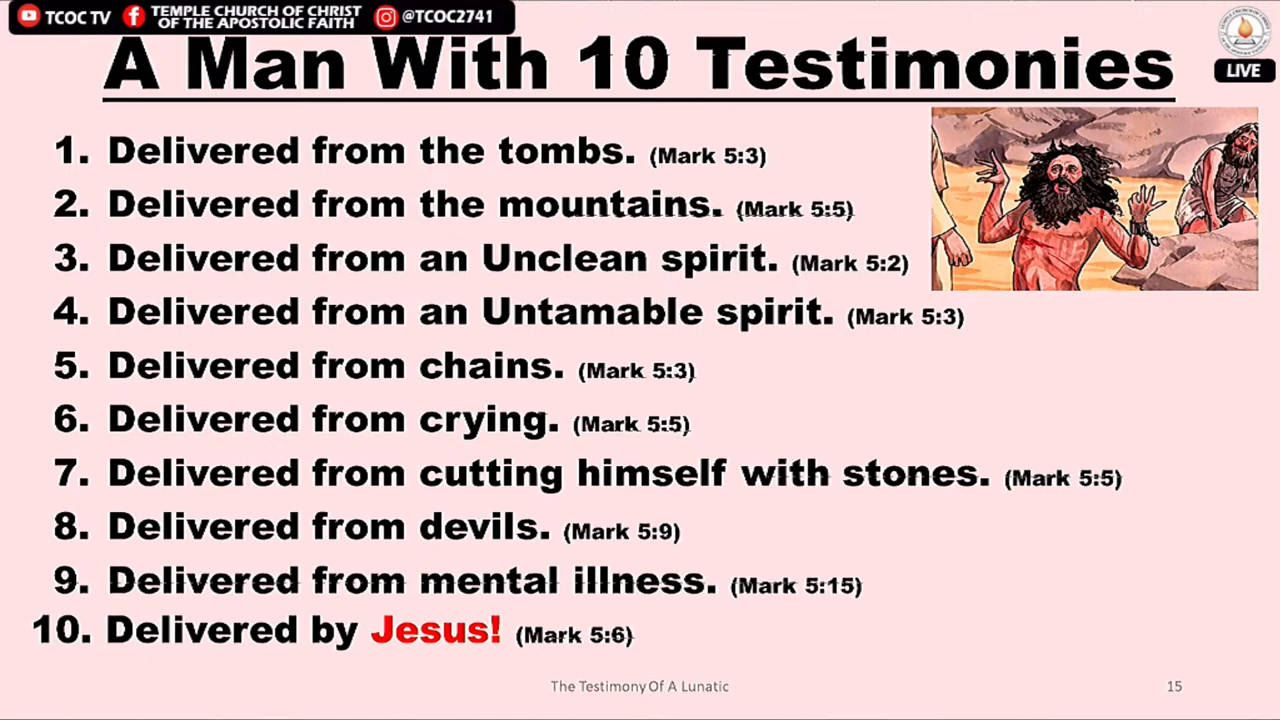 TCOC TV TEMPLE CHURCH OF CHRIST OF THE APOSTOLIC FAITH @TCOC2741
A Man With 10 Testimonies
LIVE
1. Delivered from the tombs. (Mark 5:3)
2. Delivered from the mountains. (Mark 5:5)
3. Delivered from an Unclean spirit. (Mark 5:2)
4. Delivered from an Untamable spirit. (Mark 5:3)
5. Delivered from chains. (Mark 5:3)
6. Delivered from crying. (Mark 5:5)
7. Delivered from cutting himself with stones. (Mark 5:5)
8. Delivered from devils. (Mark 5:9)
9. Delivered from mental illness. (Mark 5:15)
10. Delivered by Jesus! (Mark 5:6)
The Testimony Of A Lunatic
15